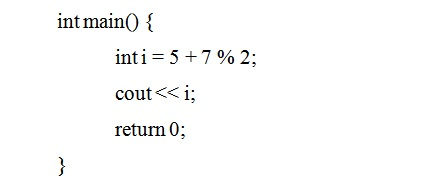 int main() {
int i = 5 + 7 % 2;
cout << i;
return 0;
}